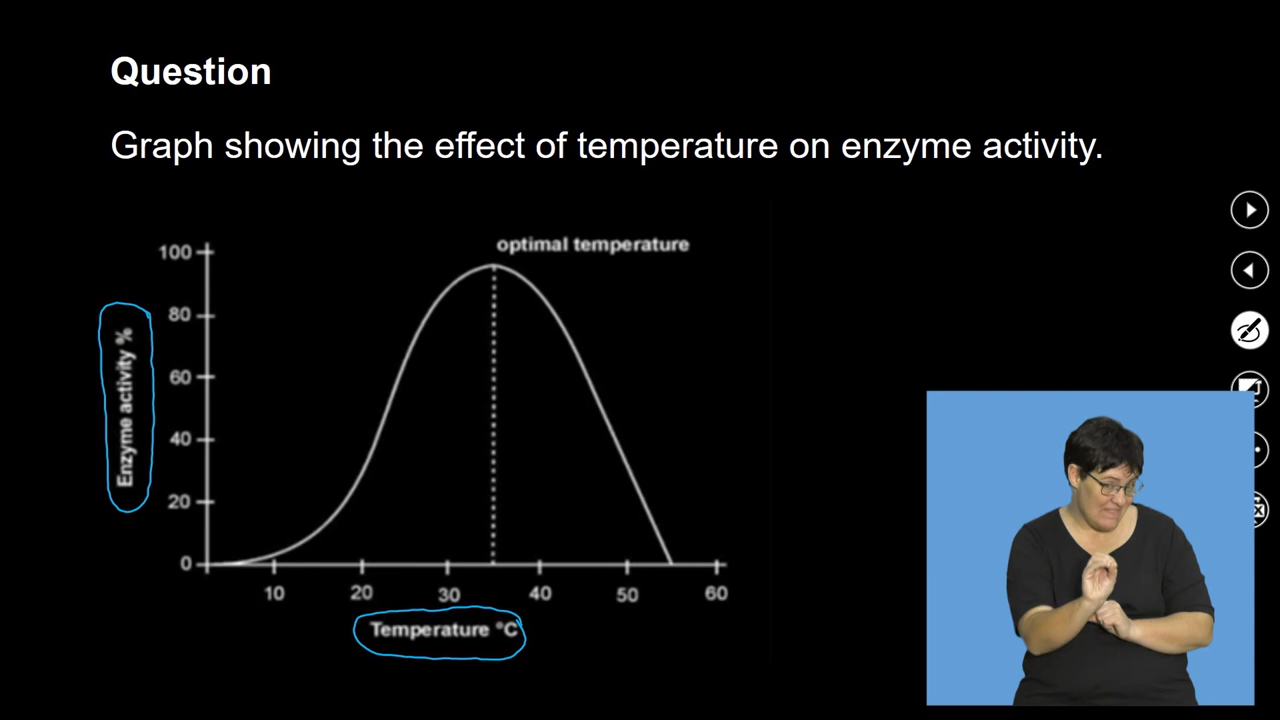 Question
Graph showing the effect of temperature on enzyme activity.
optimal temperature
100
80
60
40
20
0
Enzyme activity %
10 20 30 40 50 60
Temperature °C